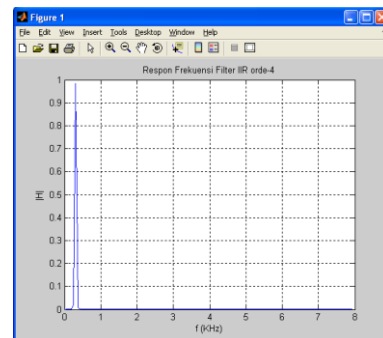 Figure 1
File Edit View Insert Tools Desktop Window Help
Respon Frekuensi Filter IIR orde-4
1
0.9
0.8
0.7
0.6
0.5
0.4
0.3
0.2
0.1
0
|H|
0 1 2 3 4 5 6 7 8
f (KHz)